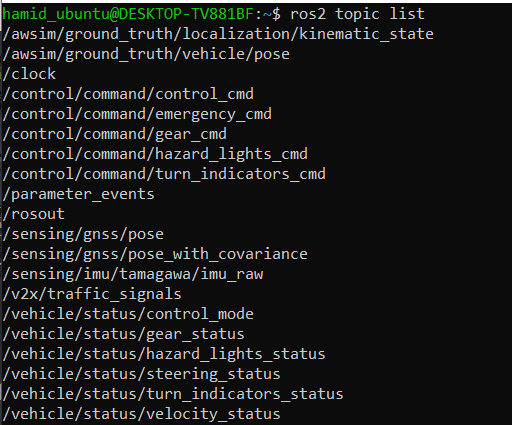 hamid_ubuntu@DESKTOP-TV881BF:~$ ros2 topic list
/awsim/ground_truth/localization/kinematic_state
/awsim/ground_truth/vehicle/pose
/clock
/control/command/control_cmd
/control/command/emergency_cmd
/control/command/gear_cmd
/control/command/hazard_lights_cmd
/control/command/turn_indicators_cmd
/parameter_events
/rosout
/sensing/gnss/pose
/sensing/gnss/pose_with_covariance
/sensing/imu/tamagawa/imu_raw
/v2x/traffic_signals
/vehicle/status/control_mode
/vehicle/status/gear_status
/vehicle/status/hazard_lights_status
/vehicle/status/steering_status
/vehicle/status/turn_indicators_status
/vehicle/status/velocity_status